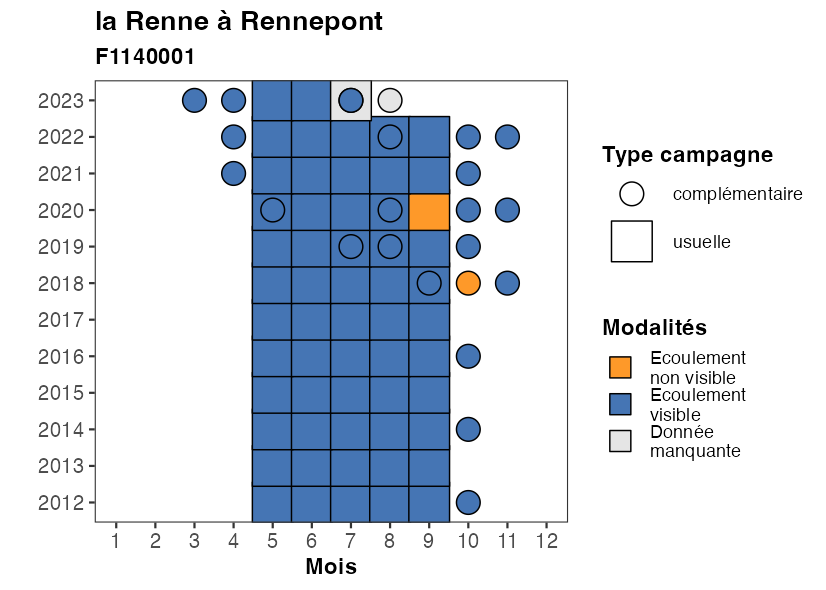 la Renne à Rennepont
F1140001
2023
2022
2021
2020
2019
2018
2017
2016
2015
2014
2013
2012
1 2 3 4 5 6 7 8 9 10 11 12
Mois
Type campagne
complémentaire
usuelle
Modalités
Ecoulement
non visible
Ecoulement
visible
Donnée
manquante